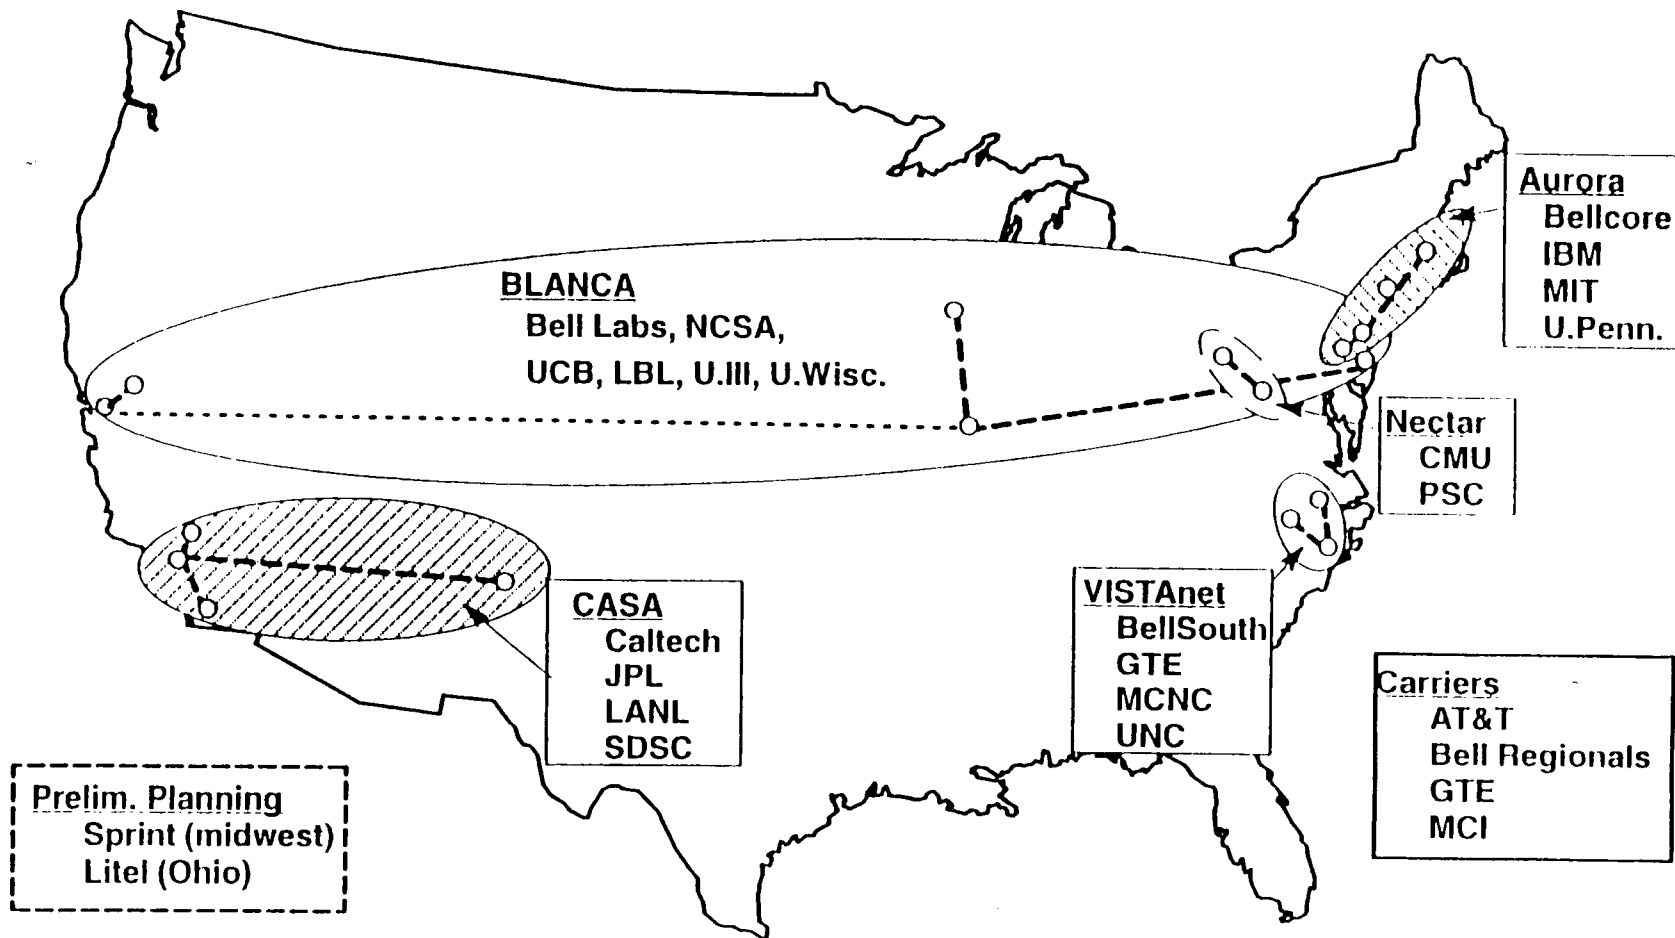 BLANCA
Bell Labs, NCSA,
UCB, LBL, U.Ill, U.Wisc.
Aurora
Bellcore
IBM
MIT
U.Penn.
Nectar
CMU
PSC
CASA
Caltech
JPL
LANL
SDSC
VISTAnet
BellSouth
GTE
MCNC
UNC
Carriers
AT&T
Bell Regionals
GTE
MCI
Prelim. Planning
Sprint (midwest)
Litel (Ohio)